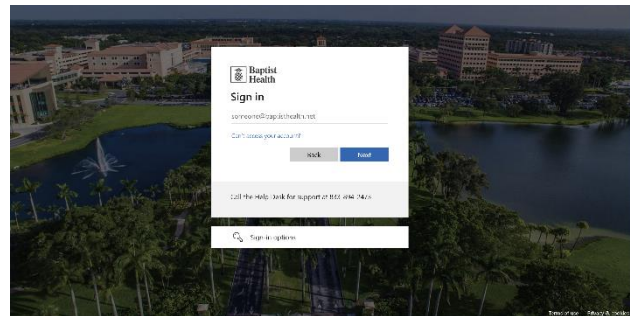 Baptist
Health
Sign in
someone@baptisthealth.net
Can't access your account?
Back
Next
Call the Help Desk for support at
Sign-in options
Terms of use Privacy & cookies